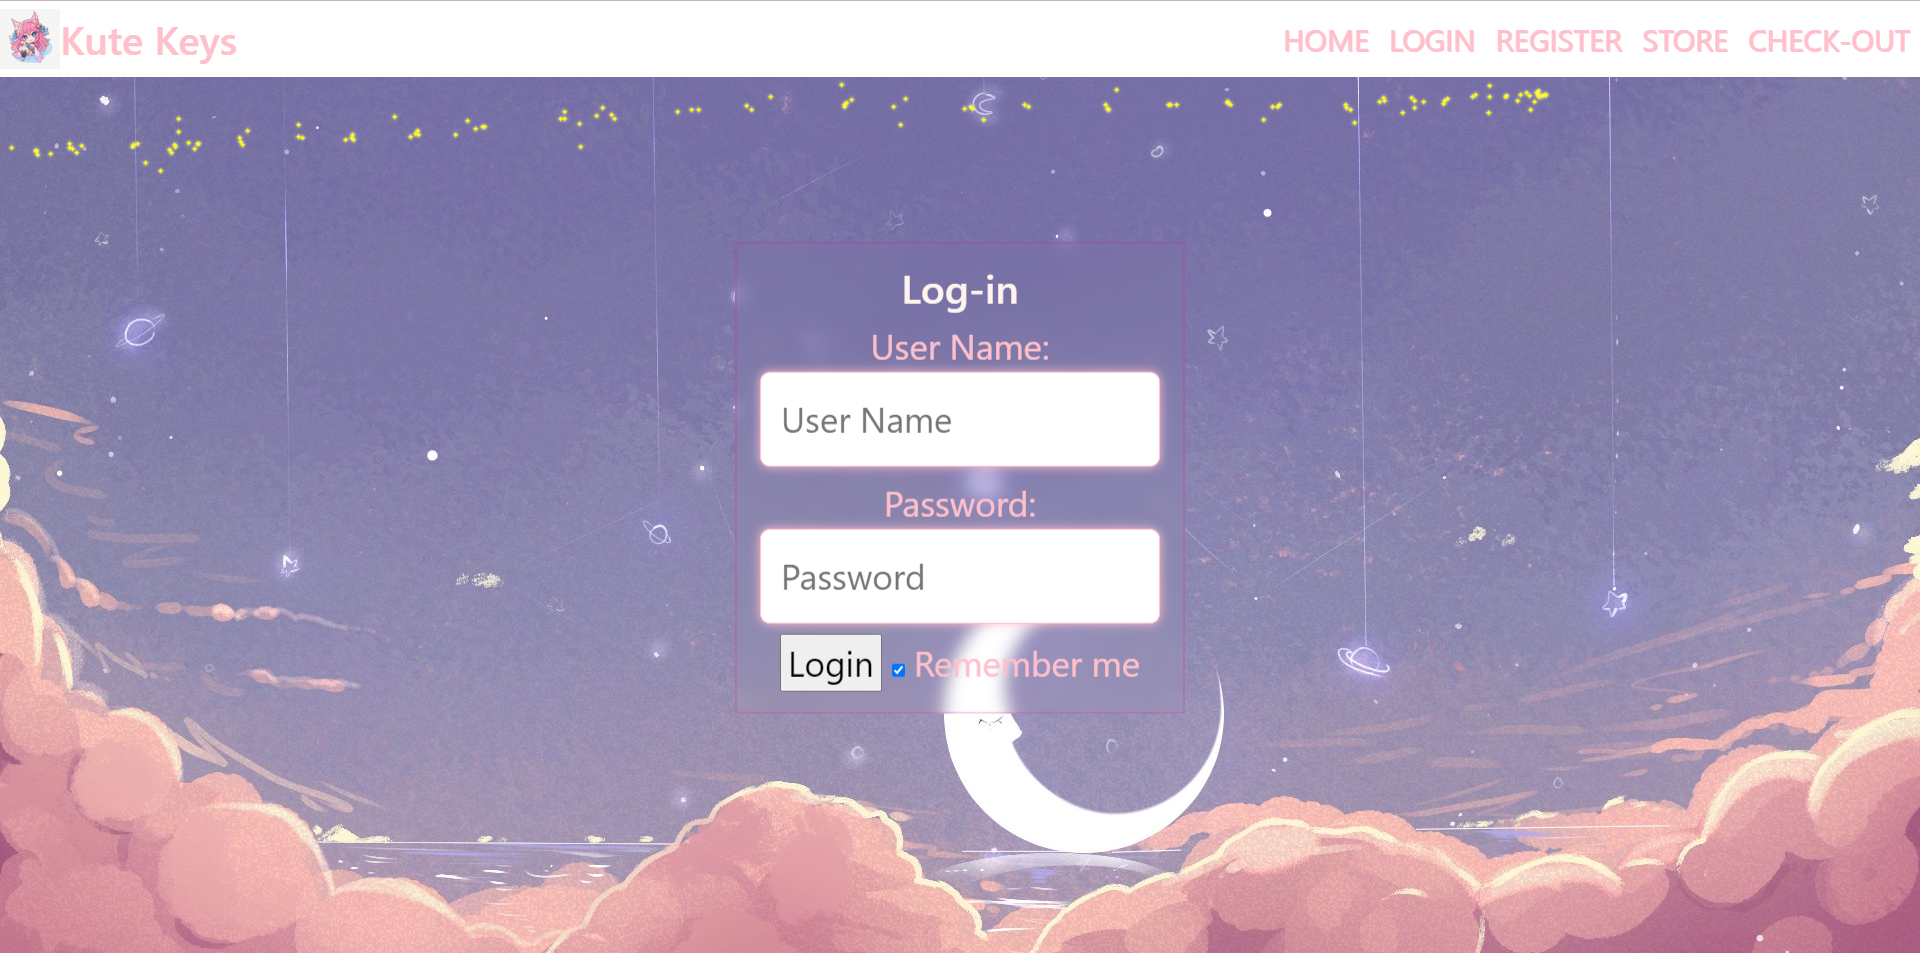 Kute Keys
HOME LOGIN REGISTER STORE CHECK-OUT
Log-in
User Name:
User Name
Password:
Password
Login Remember me